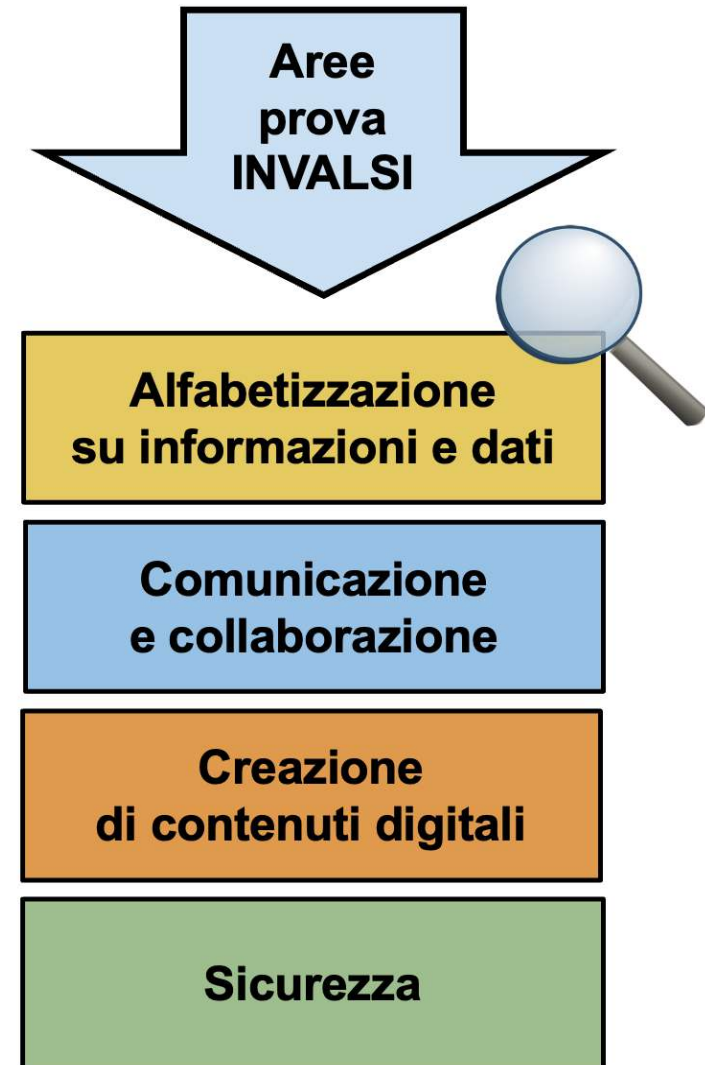 Aree
prova
INVALSI
Alfabetizzazione
su informazioni e dati
Comunicazione
e collaborazione
Creazione
di contenuti digitali
Sicurezza